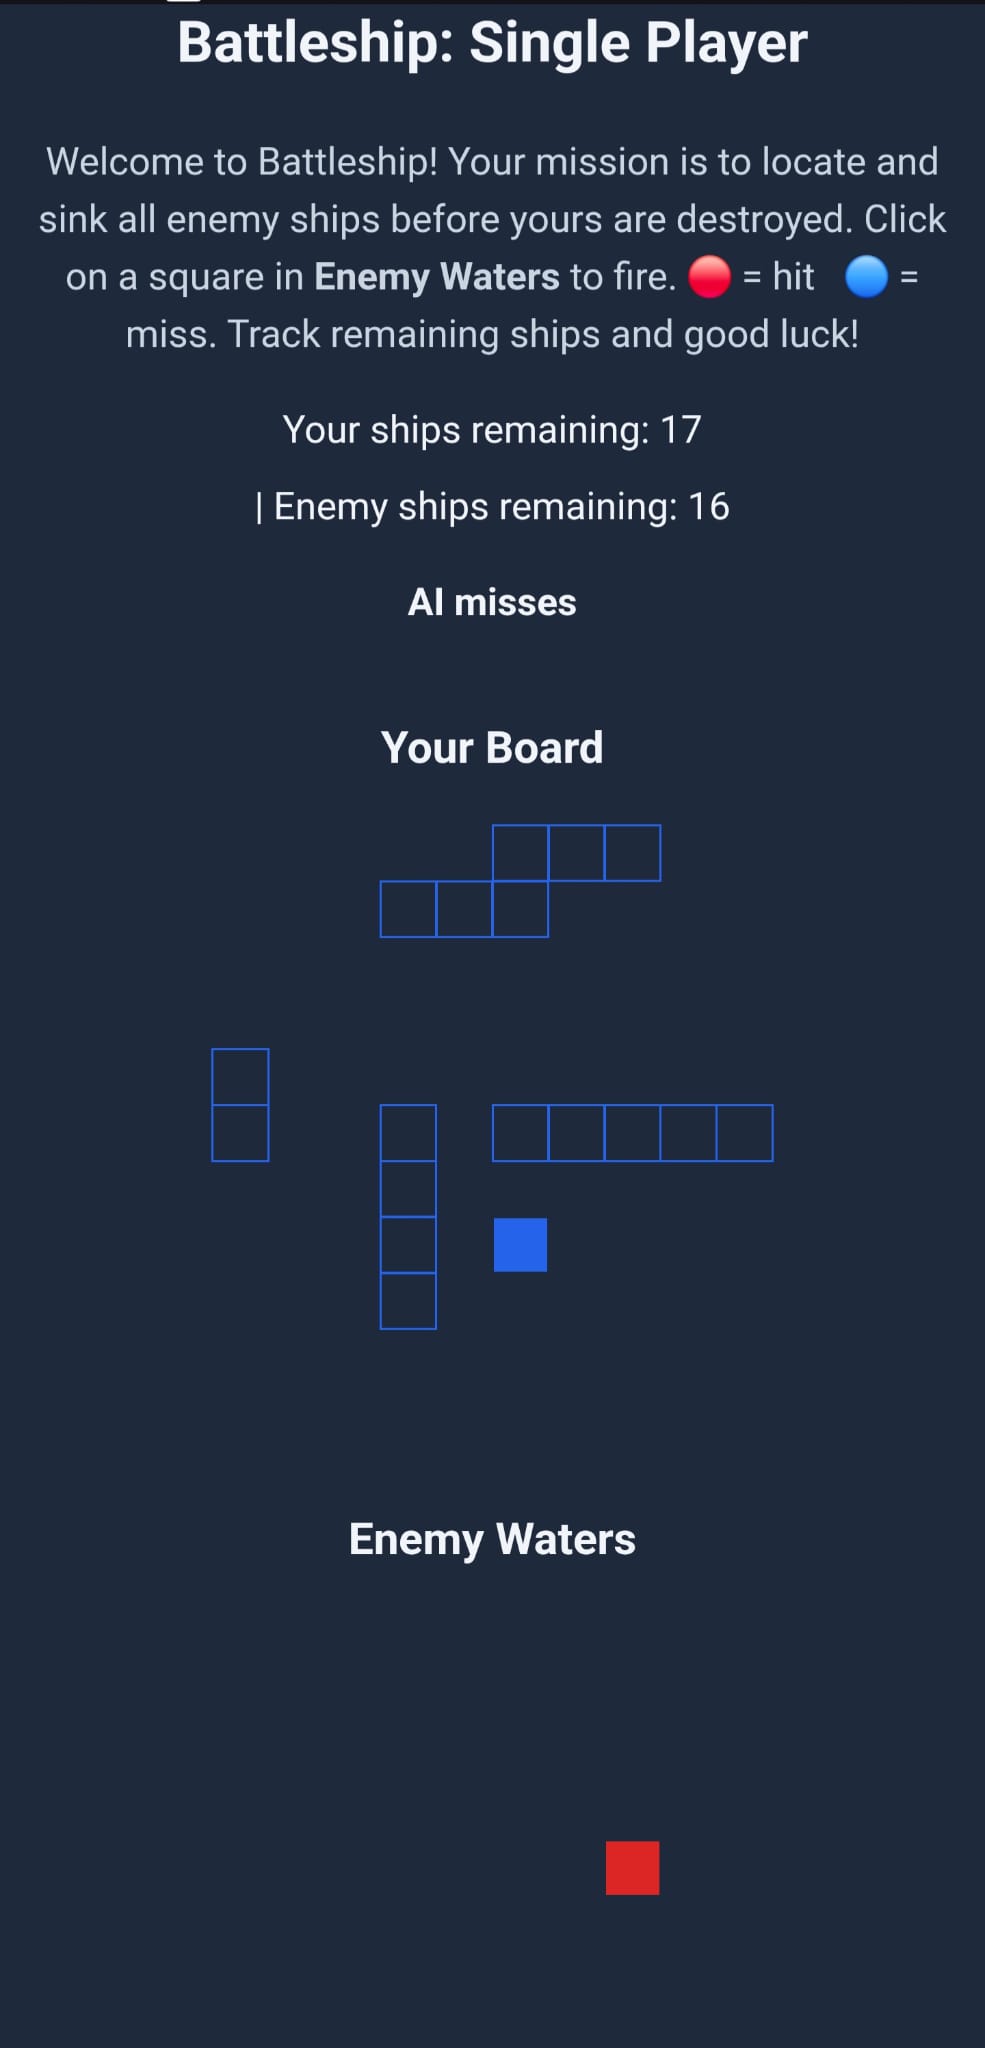 Battleship: Single Player
Welcome to Battleship! Your mission is to locate and
sink all enemy ships before yours are destroyed. Click
on a square in Enemy Waters to fire. 🔴 = hit 🔵 =
miss. Track remaining ships and good luck!
Your ships remaining: 17
| Enemy ships remaining: 16
AI misses
Your Board
Enemy Waters